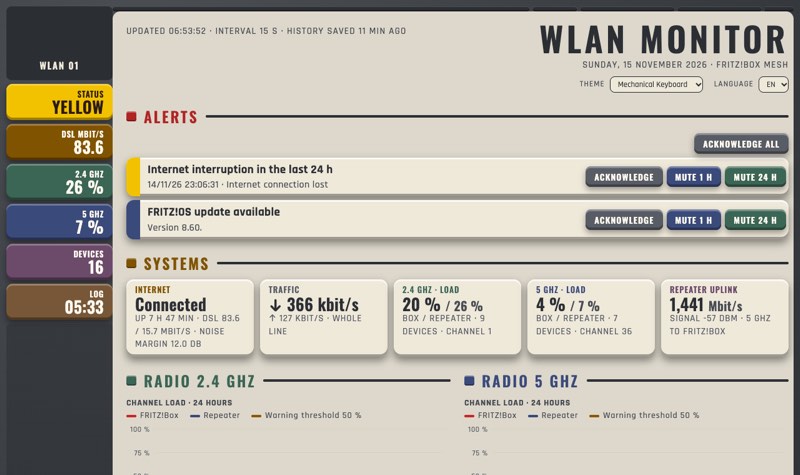 WLAN 01
STATUS
YELLOW
DSL MBIT/S
83.6
2.4 GHZ
26 %
5 GHZ
7 %
DEVICES
16
LOG
05:33
UPDATED 06:53:52 · INTERVAL 15 S · HISTORY SAVED 11 MIN AGO
WLAN MONITOR
SUNDAY, 15 NOVEMBER 2026 · FRITZ!BOX MESH
THEME Mechanical Keyboard LANGUAGE EN
ALERTS
ACKNOWLEDGE ALL
Internet interruption in the last 24 h
14/11/26 23:06:31 · Internet connection lost
ACKNOWLEDGE MUTE 1 H MUTE 24 H
FRITZ!OS update available
Version 8.60.
ACKNOWLEDGE MUTE 1 H MUTE 24 H
SYSTEMS
INTERNET
Connected
UP 7 H 47 MIN · DSL 83.6
/ 15.7 MBIT/S · NOISE
MARGIN 12.0 DB
TRAFFIC
↓ 366 kbit/s
↑ 127 KBIT/S · WHOLE
LINE
2.4 GHZ · LOAD
20 % / 26 %
BOX / REPEATER · 9
DEVICES · CHANNEL 1
5 GHZ · LOAD
4 % / 7 %
BOX / REPEATER · 7
DEVICES · CHANNEL 36
REPEATER UPLINK
1,441 Mbit/s
SIGNAL -57 DBM · 5 GHZ
TO FRITZ!BOX
RADIO 2.4 GHZ
CHANNEL LOAD · 24 HOURS
FRITZ!Box Repeater Warning threshold 50 %
100 %
75 %
RADIO 5 GHZ
CHANNEL LOAD · 24 HOURS
FRITZ!Box Repeater Warning threshold 50 %
100 %
75 %